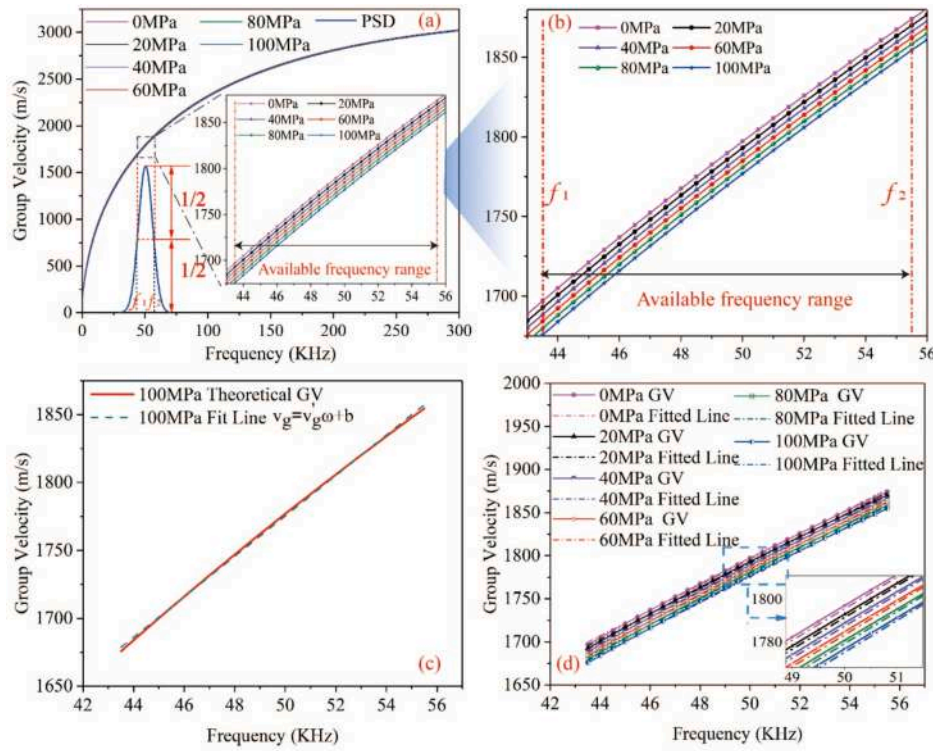 0MPa 80MPa PSD (a)
20MPa 100MPa
40MPa
60MPa
3000
2500
2000
1500
1000
500
0
Group Velocity (m/s)
0MPa 20MPa
40MPa 60MPa
80MPa 100MPa
1850
1800
1750
1700
44 46 48 50 52 54 56
Available frequency range
1/2
1/2
0 50 100 150 200 250 300
Frequency (KHz)
(b)
0MPa 20MPa
40MPa 60MPa
80MPa 100MPa
1850
1800
1750
1700
f1
f2
Available frequency range
44 46 48 50 52 54 56
Frequency (KHz)
100MPa Theoretical GV
100MPa Fit Line vg=v'gω+b
1850
1800
1750
1700
1650
Group Velocity (m/s)
(c)
42 44 46 48 50 52 54 56
Frequency (KHz)
0MPa GV 80MPa GV
0MPa Fitted Line 80MPa Fitted Line
20MPa GV 100MPa GV
20MPa Fitted Line 100MPa Fitted Line
40MPa GV
40MPa Fitted Line
60MPa GV
60MPa Fitted Line
2000
1950
1900
1850
1800
1750
1700
1650
Group Velocity (m/s)
(d)
1800
1780
49 50 51
42 44 46 48 50 52 54 56
Frequency (KHz)